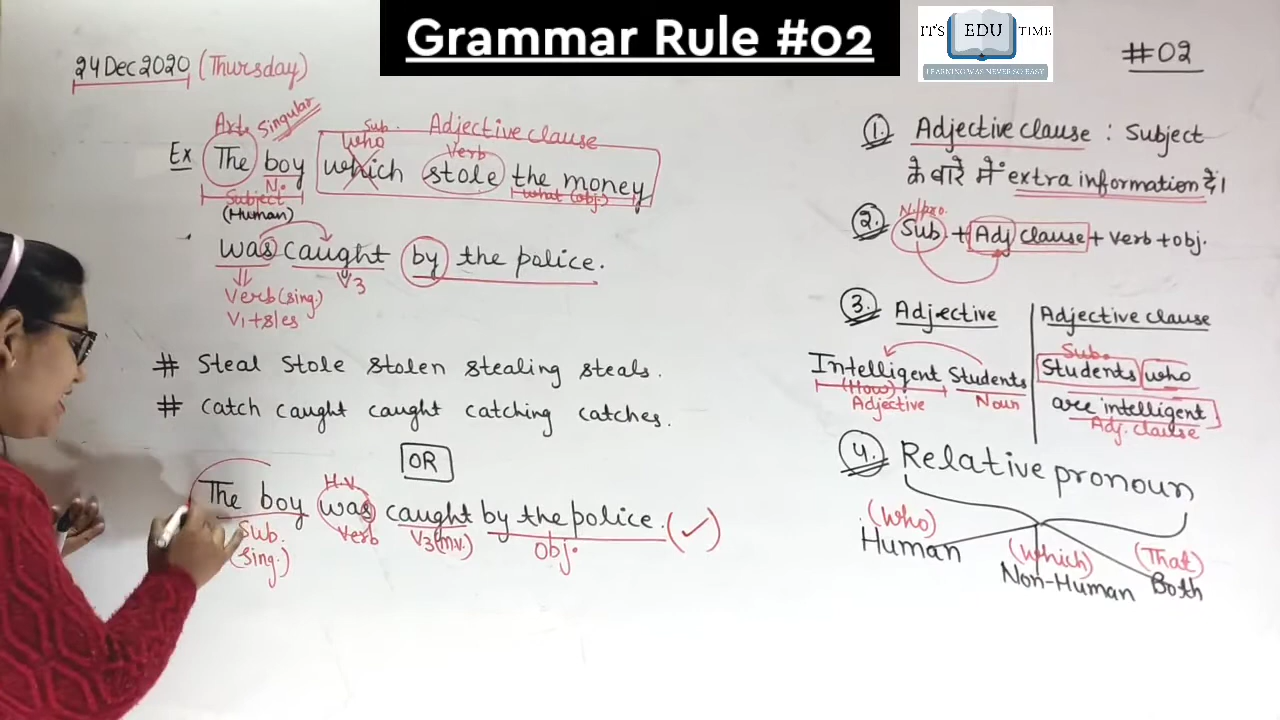 Grammar Rule #02
IT'S EDU TIME
LEARNING WAS NEVER SO EASY
#02
24 Dec 2020 (Thursday)
Art. Singular
Sub. Adjective clause
Who Verb
Ex The boy which stole the money
N. what (obj.)
Subject
(Human)
was caught by the police.
V3
Verb (sing.)
V1+s/es
# Steal Stole Stolen Stealing Steals.
# Catch caught caught catching catches.
OR
H.V.
The boy was caught by the police. (✓)
Sub. Verb V3 (m.v.) Obj.
(Sing.)
1. Adjective clause : Subject
के बारे में extra information दे।
N./pro.
2. Sub + Adj clause + verb + obj.
3. Adjective
Intelligent Students
(How) Noun
Adjective
Adjective clause
Sub.
Students who
are intelligent
Adj. clause
4. Relative pronoun
(Who)
Human
(Which)
Non-Human
(That)
Both